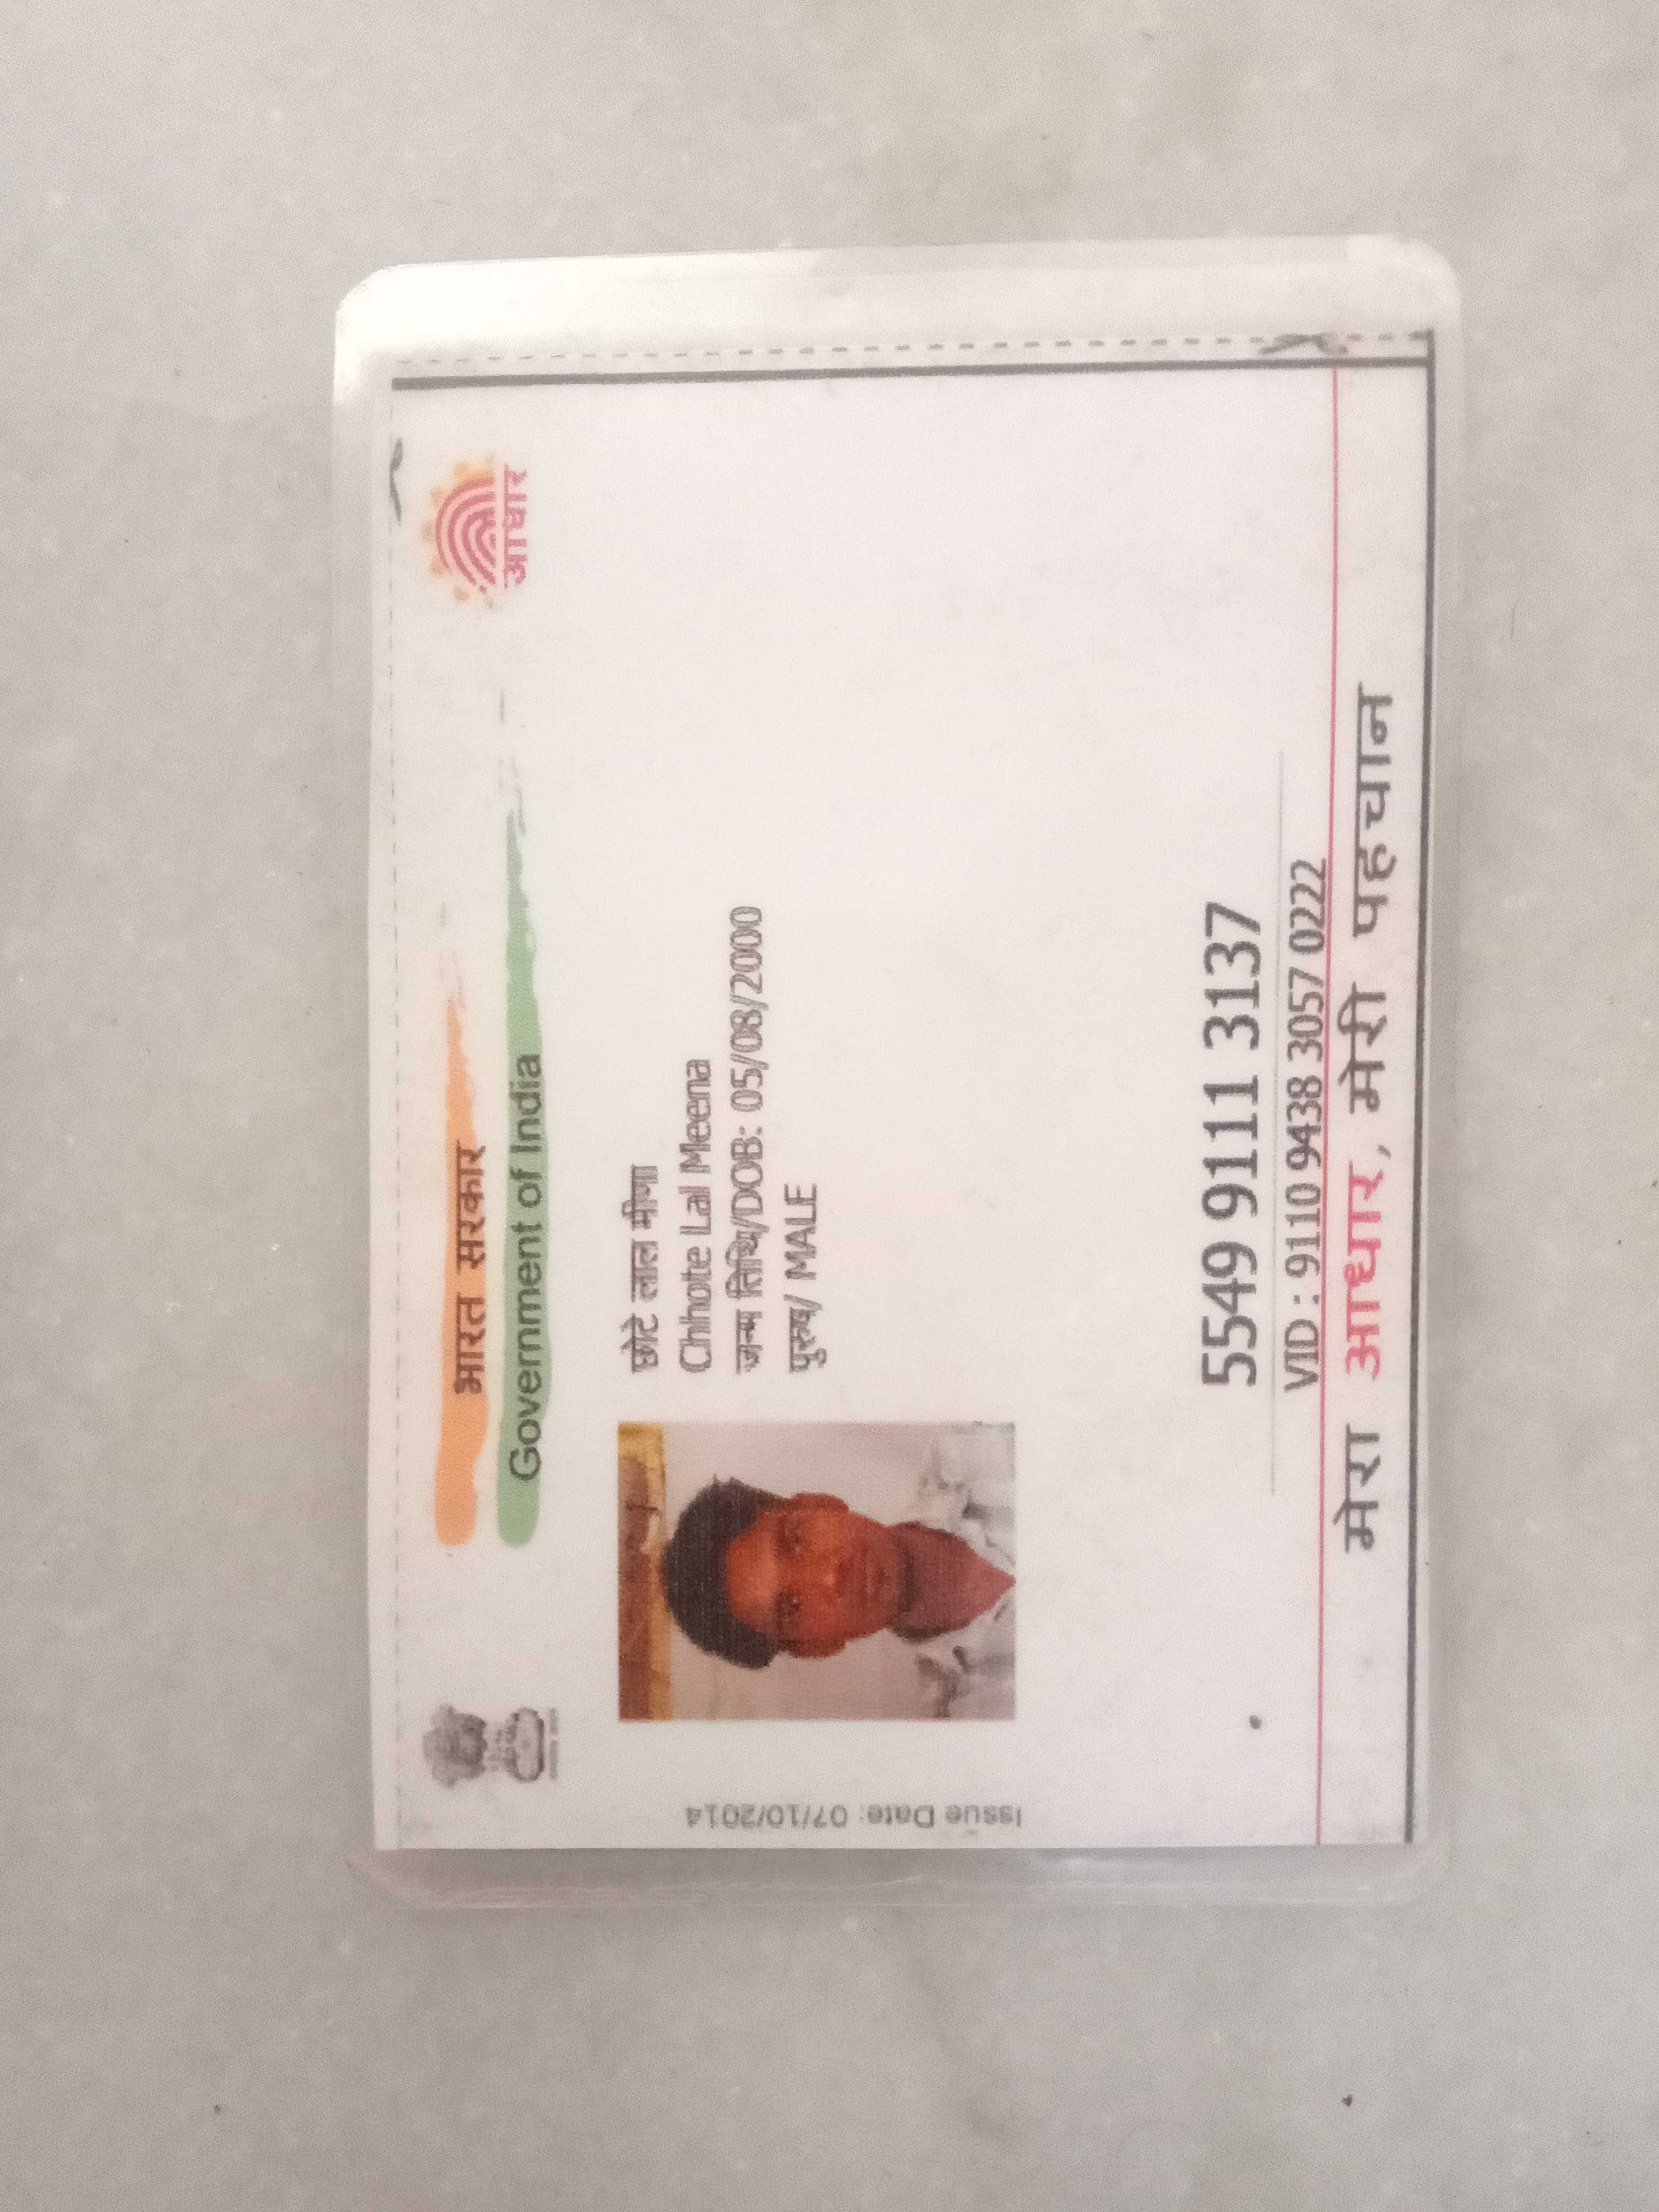 भारत सरकार
Government of India
आधार
Issue Date: 07/10/2014
छोटे लाल मीणा
Chhote Lal Meena
जन्म तिथि/DOB: 05/08/2000
पुरुष/ MALE
5549 9111 3137
VID : 9110 9438 3057 0222
मेरा आधार, मेरी पहचान